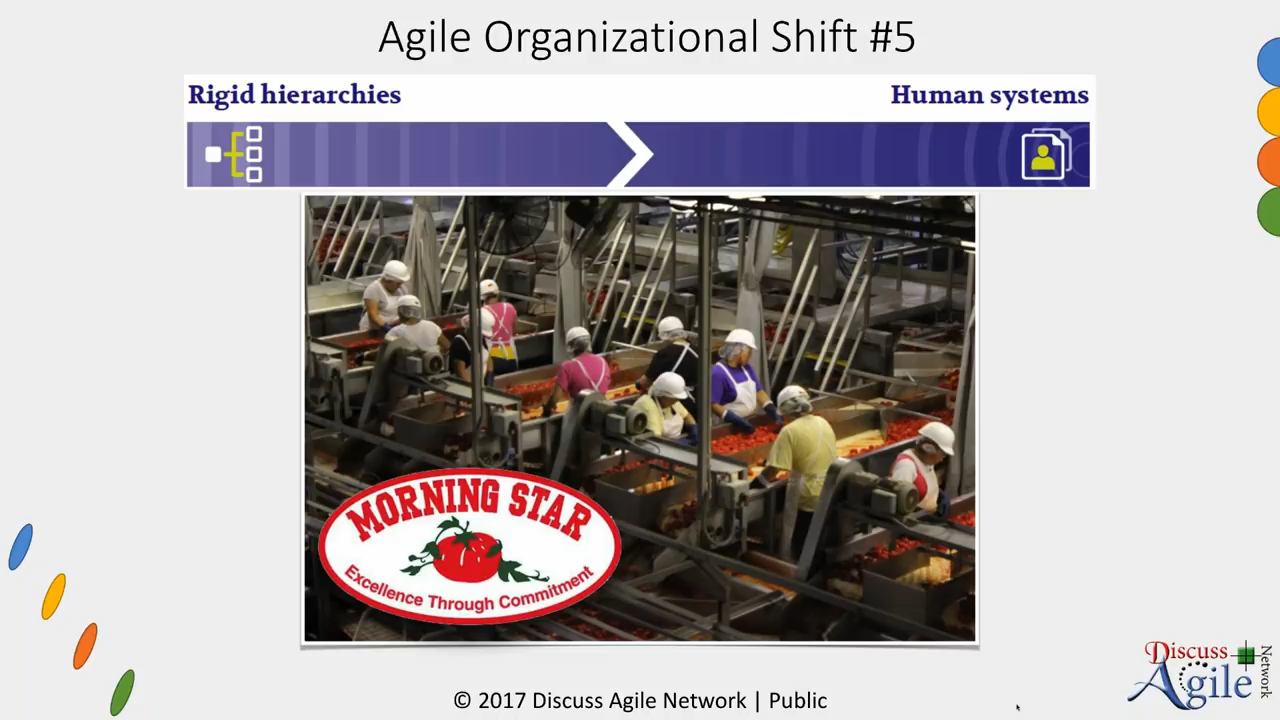 Agile Organizational Shift #5
Rigid hierarchies
Human systems
MORNING STAR
Excellence Through Commitment
© 2017 Discuss Agile Network | Public
Discuss
Agile
Network